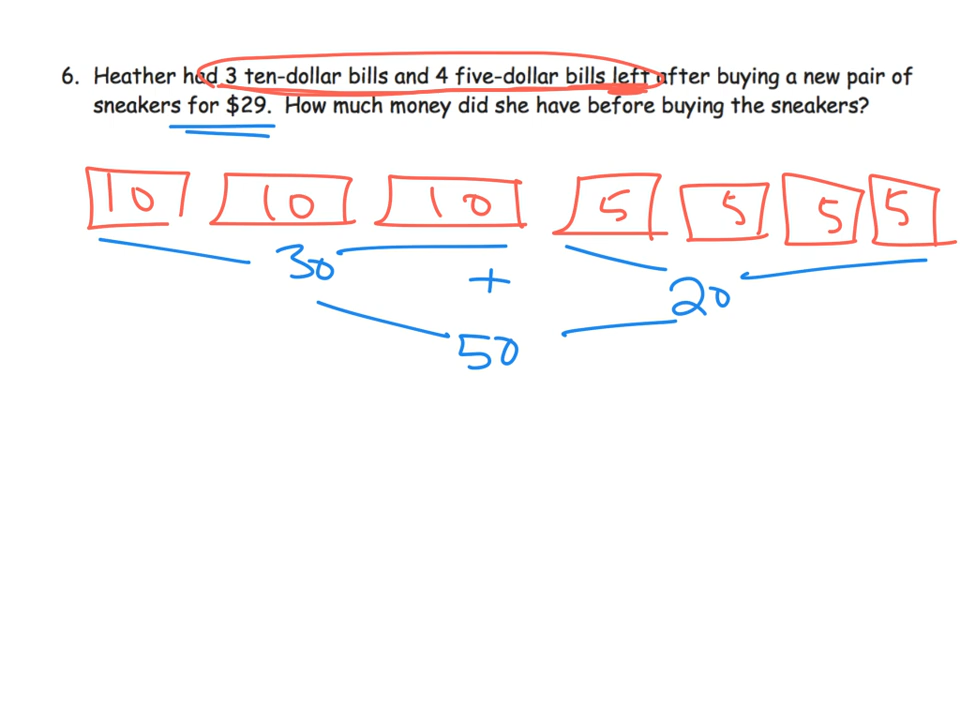 6. Heather had 3 ten-dollar bills and 4 five-dollar bills left after buying a new pair of
sneakers for $29. How much money did she have before buying the sneakers?
10 10 10 5 5 5 5
30 + 20
50